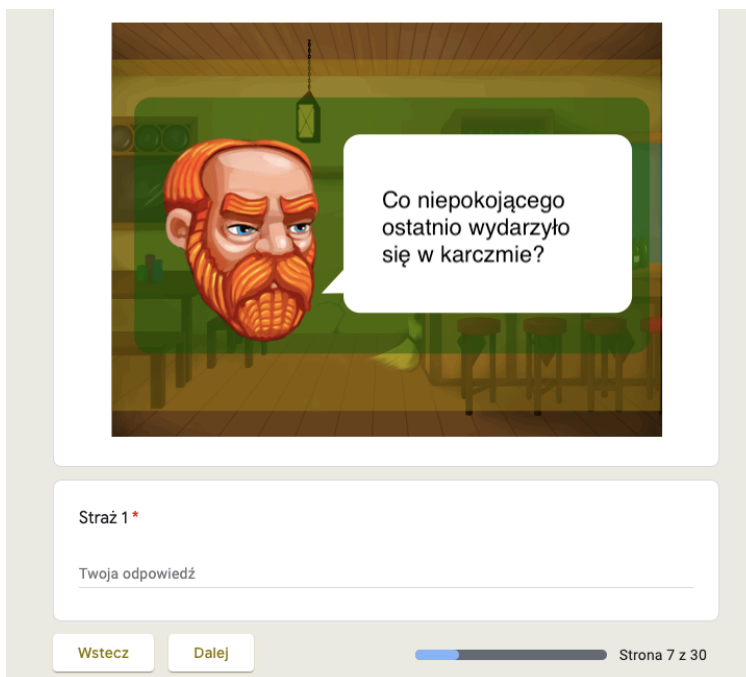 Co niepokojącego
ostatnio wydarzyło
się w karczmie?
Straż 1 *
Twoja odpowiedź
Wstecz
Dalej
Strona 7 z 30